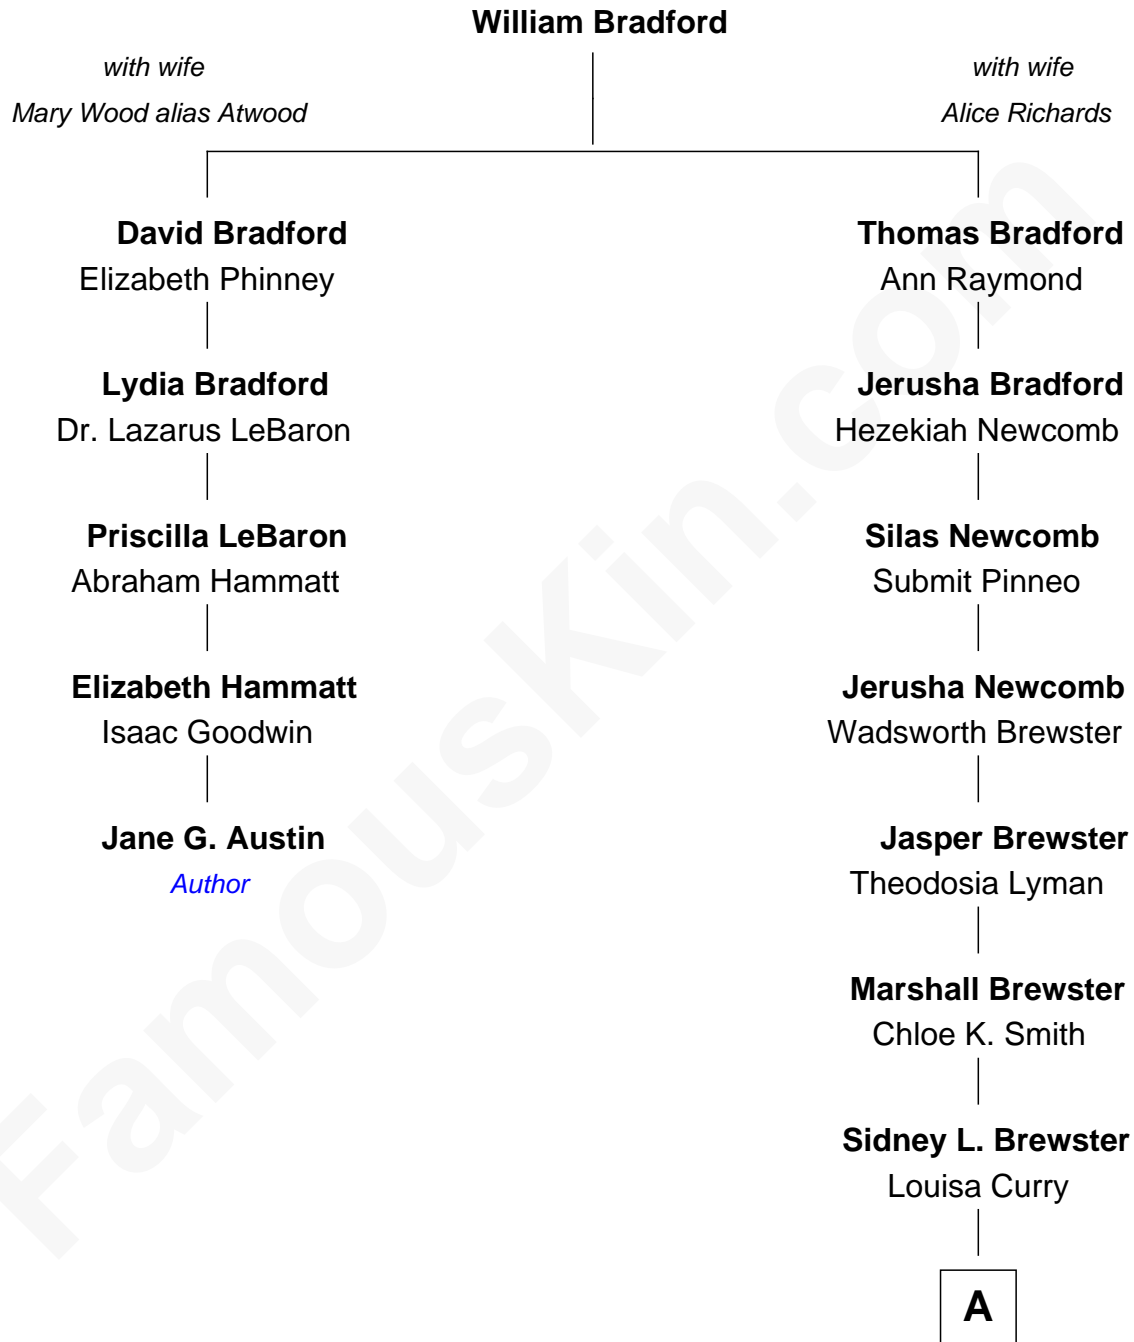 William Bradford
with wife
Mary Wood alias Atwood
with wife
Alice Richards
David Bradford
Elizabeth Phinney
Lydia Bradford
Dr. Lazarus LeBaron
Priscilla LeBaron
Abraham Hammatt
Elizabeth Hammatt
Isaac Goodwin
Jane G. Austin
Author
Thomas Bradford
Ann Raymond
Jerusha Bradford
Hezekiah Newcomb
Silas Newcomb
Submit Pinneo
Jerusha Newcomb
Wadsworth Brewster
Jasper Brewster
Theodosia Lyman
Marshall Brewster
Chloe K. Smith
Sidney L. Brewster
Louisa Curry
A
FamousKin.com